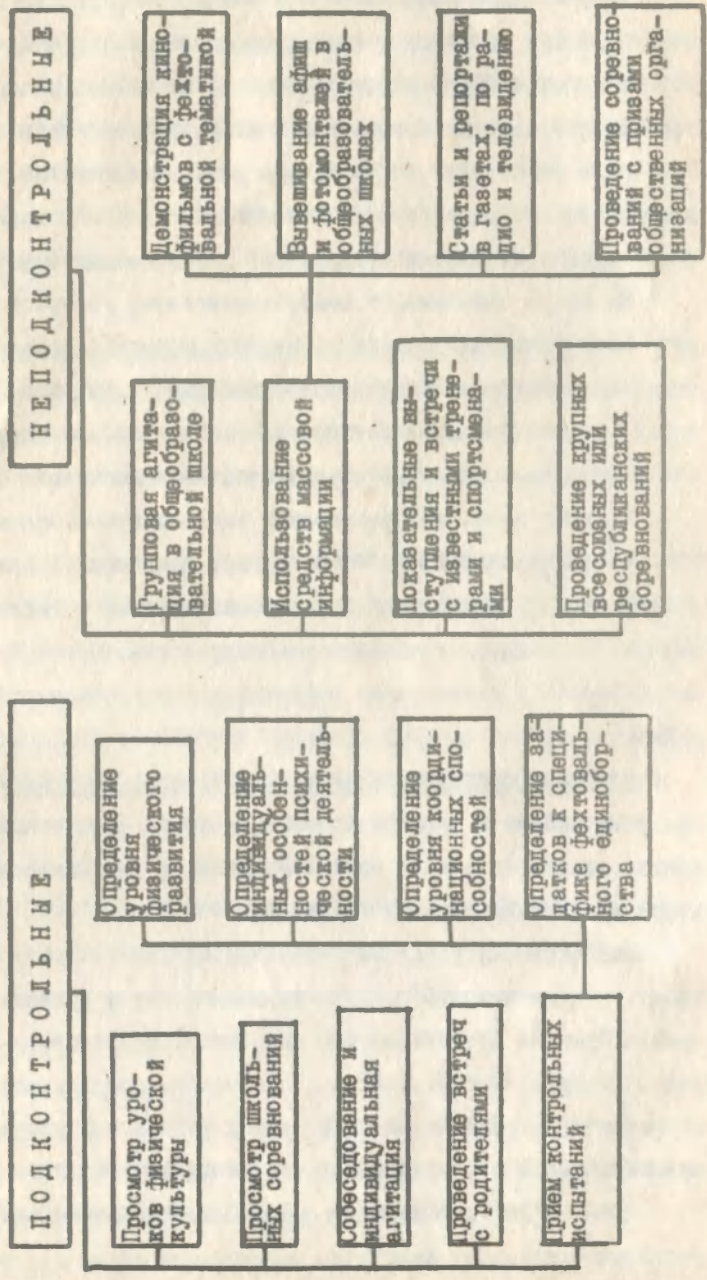 ПОДКОНТРОЛЬНЫЕ
Просмотр уро-
ков физической
культуры
Просмотр школь-
ных соревнований
Собеседование и
индивидуальная
агитация
Проведение встреч
с родителями
Прием контрольных
испытаний
Определение
уровня
физического
развития
Определение
индивидуаль-
ных особен-
ностей психи-
ческой деятель-
ности
Определение
уровня коорди-
национных спо-
собностей
Определение за-
датков к специ-
фике фехтоваль-
ного единобор-
ства
НЕПОДКОНТРОЛЬНЫЕ
Групповая агита-
ция в общеобразо-
вательной школе
Использование
средств массовой
информации
Показательные вы-
ступления и встречи
с известными трене-
рами и спортсмена-
ми
Проведение крупных
всесоюзных или
республиканских
соревнований
Демонстрация кино-
фильмов с фехто-
вальной тематикой
Вывешивание афиш
и фотомонтажей в
общеобразователь-
ных школах
Статьи и репортажи
в газетах, по ра-
дио и телевидению
Проведение соревно-
ваний с призами
общественных орга-
низаций